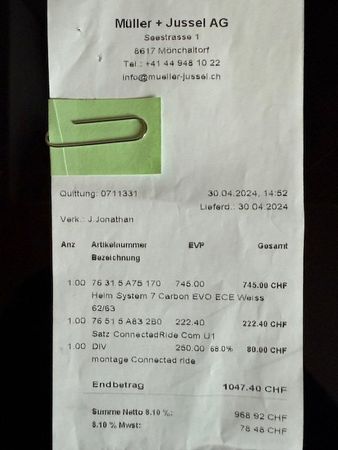 Müller + Jussel AG
Seestrasse 1
8617 Mönchaltorf
Tel : +41 44 948 10 22
info@mueller-jussel.ch
Quittung: 0711331 30.04.2024, 14:52
Lieferd.: 30.04.2024
Verk.: J.Jonathan
Anz Artikelnummer EVP Gesamt
Bezeichnung
1.00 76 31 5 A75 170 745.00 745.00 CHF
Helm System 7 Carbon EVO ECE Weiss
62/63
1.00 76 51 5 A83 2B0 222.40 222.40 CHF
Satz ConnectedRide Com U1
1.00 DIV 250.00 68.0% 80.00 CHF
montage Connected ride
Endbetrag 1047.40 CHF
Summe Netto 8.10 %: 968.92 CHF
8.10 % Mwst: 78.48 CHF